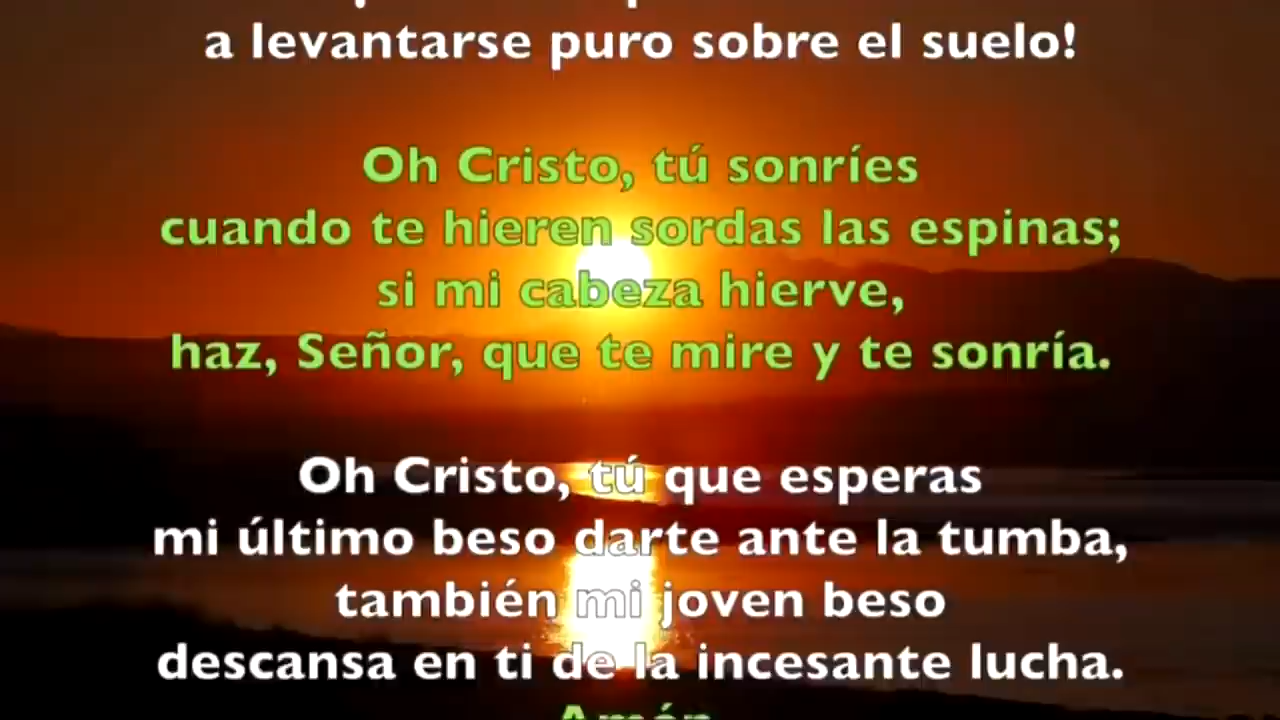 a levantarse puro sobre el suelo!
Oh Cristo, tú sonríes
cuando te hieren sordas las espinas;
si mi cabeza hierve,
haz, Señor, que te mire y te sonría.
Oh Cristo, tú que esperas
mi último beso darte ante la tumba,
también mi joven beso
descansa en ti de la incesante lucha.
Amén